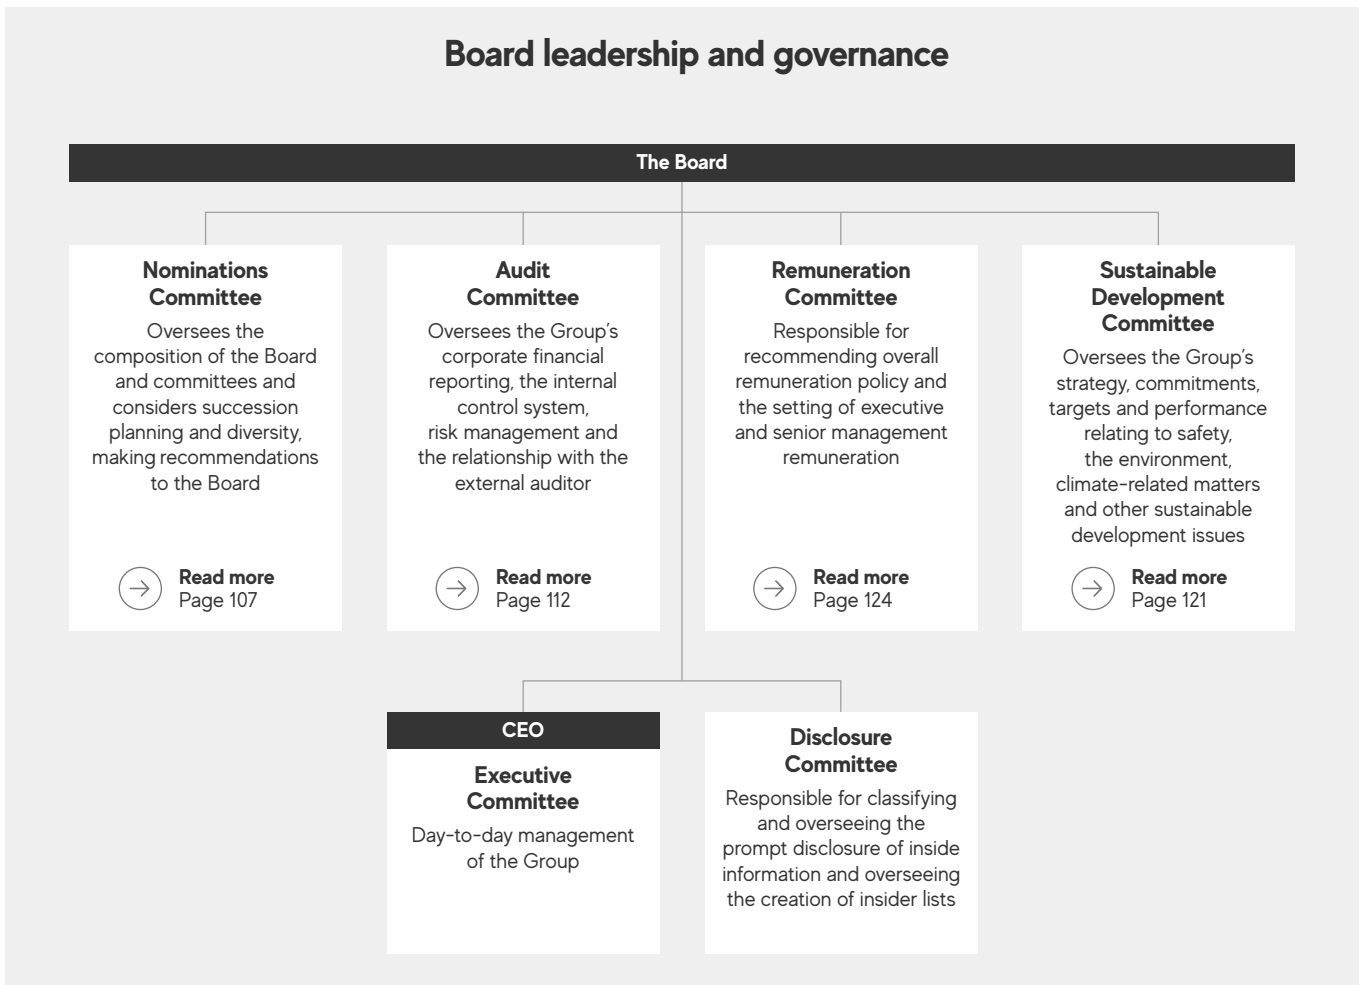 Board leadership and governance
The Board
Nominations
Committee
Oversees the
composition of the Board
and committees and
considers succession
planning and diversity,
making recommendations
to the Board
Read more
Page 107
Audit
Committee
Oversees the Group's
corporate financial
reporting, the internal
control system,
risk management and
the relationship with the
external auditor
Read more
Page 112
Remuneration
Committee
Responsible for
recommending overall
remuneration policy and
the setting of executive
and senior management
remuneration
Read more
Page 124
Sustainable
Development
Committee
Oversees the Group's
strategy, commitments,
targets and performance
relating to safety,
the environment,
climate-related matters
and other sustainable
development issues
Read more
Page 121
CEO
Executive
Committee
Day-to-day management
of the Group
Disclosure
Committee
Responsible for classifying
and overseeing the
prompt disclosure of inside
information and overseeing
the creation of insider lists